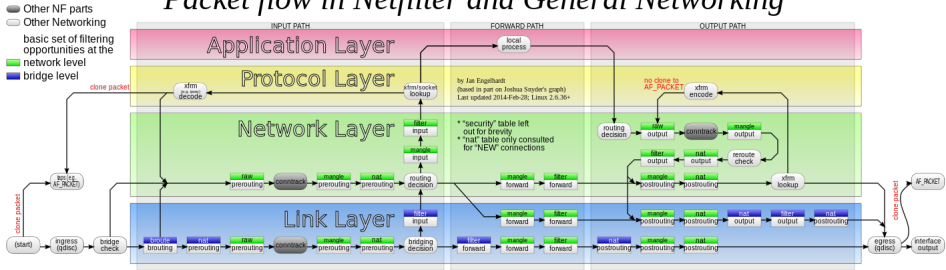 Packet flow in Netfilter and General Networking
Other NF parts
Other Networking
basic set of filtering
opportunities at the
network level
bridge level
INPUT PATH
FORWARD PATH
OUTPUT PATH
Application Layer
local
process
Protocol Layer
clone packet
xfrm
decode
xfrm/socket
lookup
by Jan Engelhardt
(based in part on Joshua Snyder's graph)
Last updated 2014-Feb-28; Linux 2.6.36+
no clone to
AF_PACKET
xfrm
encode
Network Layer
filter
input
mangle
input
* "security" table left
out for brevity
* "nat" table only consulted
for "NEW" connections
routing
decision
raw
output
conntrack
mangle
output
filter
output
nat
output
reroute
check
taps (e.g.
AF_PACKET)
raw
prerouting
conntrack
mangle
prerouting
nat
prerouting
routing
decision
mangle
forward
filter
forward
mangle
postrouting
nat
postrouting
xfrm
lookup
AF_PACKET
clone packet
clone packet
Link Layer
filter
input
mangle
forward
filter
forward
mangle
postrouting
nat
postrouting
nat
output
filter
output
nat
postrouting
(start)
ingress
(qdisc)
bridge
check
broute
brouting
nat
prerouting
raw
prerouting
conntrack
mangle
prerouting
nat
prerouting
bridging
decision
filter
forward
mangle
forward
filter
forward
nat
postrouting
mangle
postrouting
nat
postrouting
egress
(qdisc)
interface
output